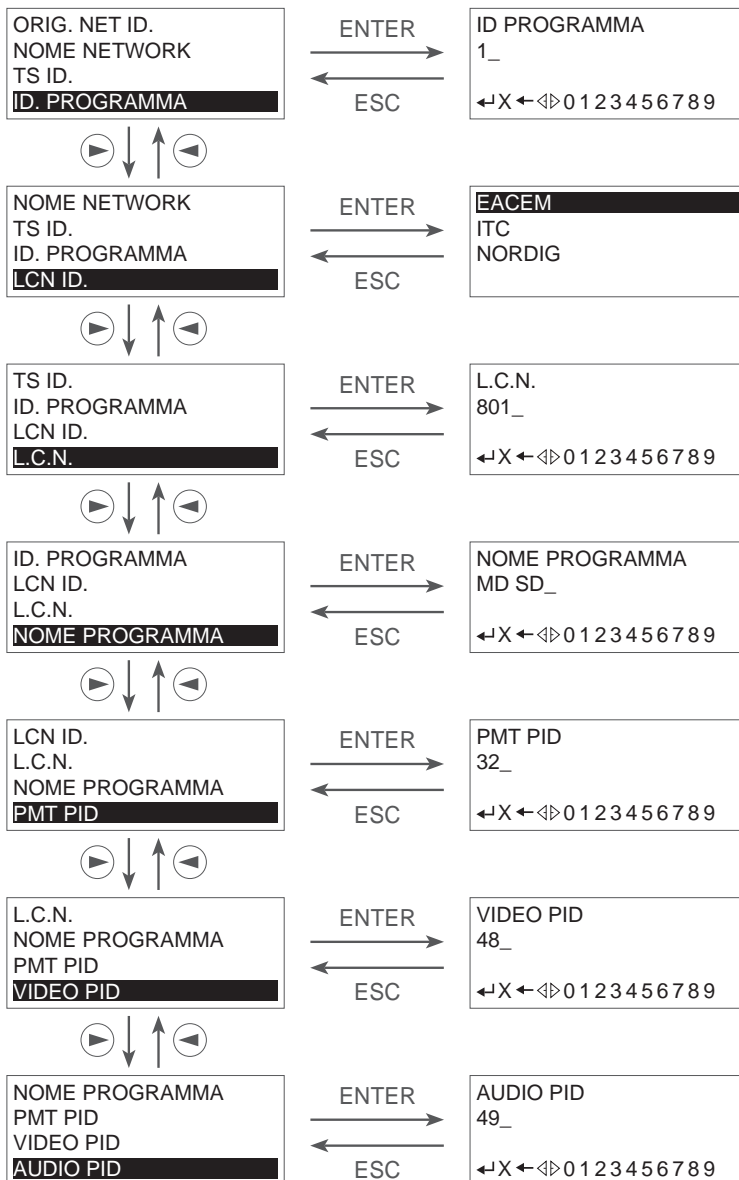 ORIG. NET ID.
NOME NETWORK
TS ID.
ID. PROGRAMMA
ENTER
ESC
ID PROGRAMMA
1_
↵X←◁▷0123456789
NOME NETWORK
TS ID.
ID. PROGRAMMA
LCN ID.
ENTER
ESC
EACEM
ITC
NORDIG
TS ID.
ID. PROGRAMMA
LCN ID.
L.C.N.
ENTER
ESC
L.C.N.
801_
↵X←◁▷0123456789
ID. PROGRAMMA
LCN ID.
L.C.N.
NOME PROGRAMMA
ENTER
ESC
NOME PROGRAMMA
MD SD_
↵X←◁▷0123456789
LCN ID.
L.C.N.
NOME PROGRAMMA
PMT PID
ENTER
ESC
PMT PID
32_
↵X←◁▷0123456789
L.C.N.
NOME PROGRAMMA
PMT PID
VIDEO PID
ENTER
ESC
VIDEO PID
48_
↵X←◁▷0123456789
NOME PROGRAMMA
PMT PID
VIDEO PID
AUDIO PID
ENTER
ESC
AUDIO PID
49_
↵X←◁▷0123456789